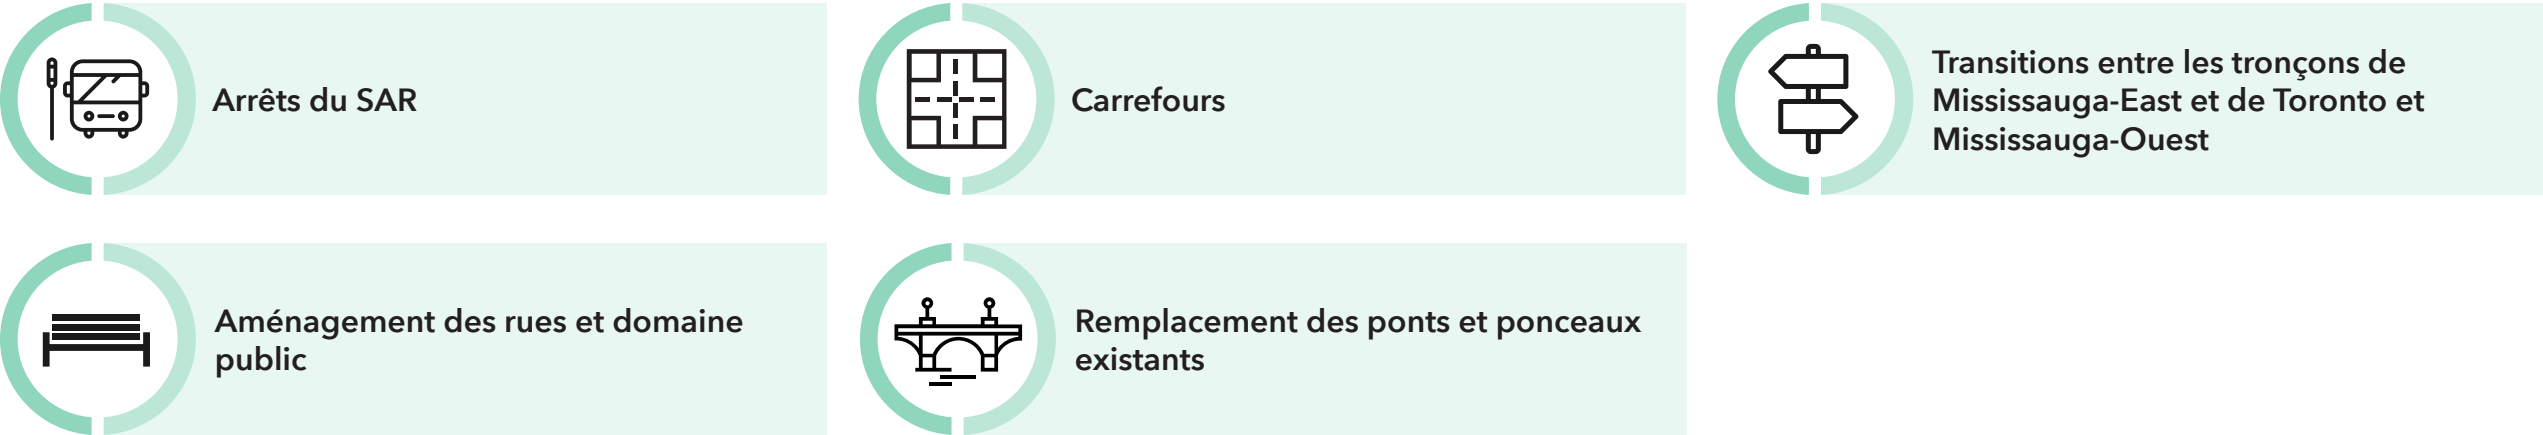 Arrêts du SAR
Carrefours
Transitions entre les tronçons de
Mississauga-East et de Toronto et
Mississauga-Ouest
Aménagement des rues et domaine
public
Remplacement des ponts et ponceaux
existants